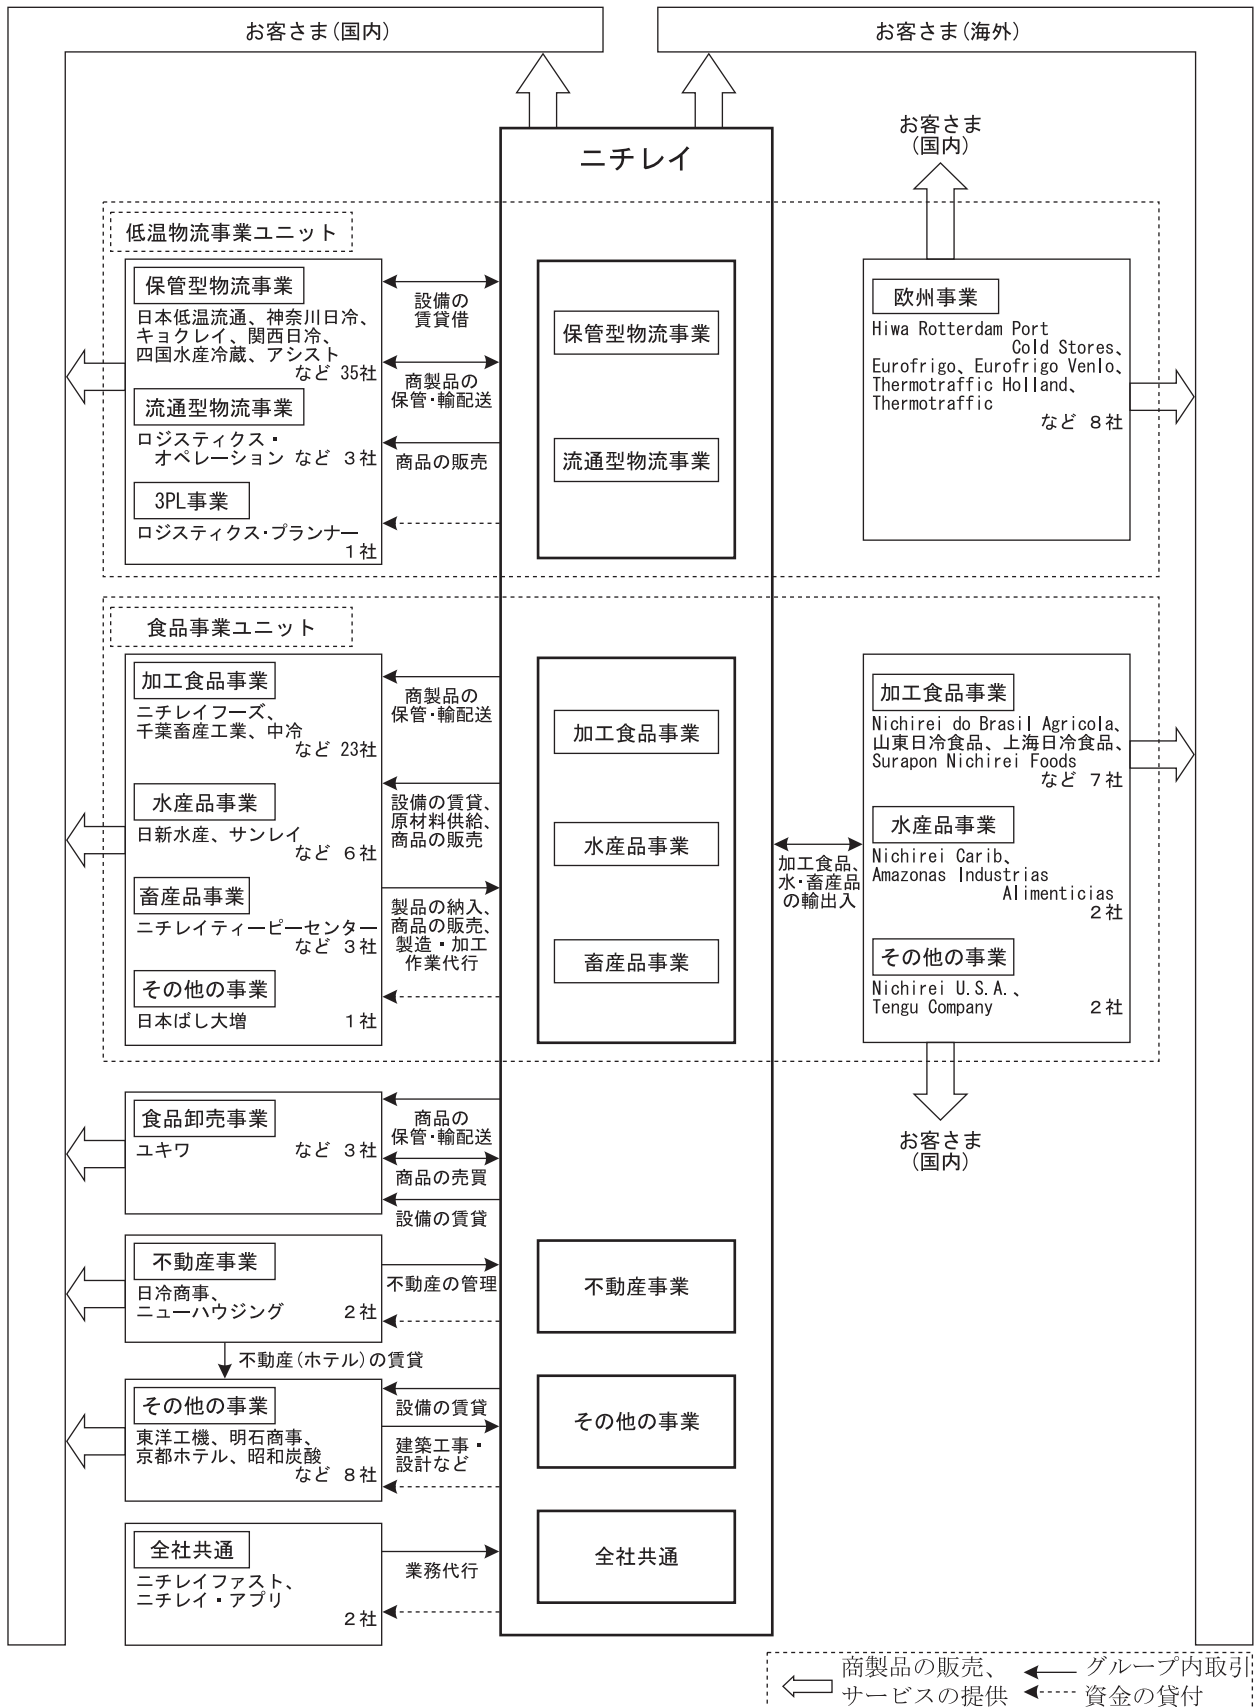 お客さま(国内)
お客さま(海外)
ニチレイ
お客さま
(国内)
低温物流事業ユニット
保管型物流事業
日本低温流通、神奈川日冷、
キョクレイ、関西日冷、
四国水産冷蔵、アシスト
など 35社
流通型物流事業
ロジスティクス・
オペレーション など 3社
3PL事業
ロジスティクス・プランナー
1社
設備の
賃貸借
商製品の
保管・輸配送
商品の販売
保管型物流事業
流通型物流事業
欧州事業
Hiwa Rotterdam Port
Cold Stores、
Eurofrigo、Eurofrigo Venlo、
Thermotraffic Holland、
Thermotraffic
など 8社
食品事業ユニット
加工食品事業
ニチレイフーズ、
千葉畜産工業、中冷
など 23社
水産品事業
日新水産、サンレイ
など 6社
畜産品事業
ニチレイティーピーセンター
など 3社
その他の事業
日本ばし大増 1社
商製品の
保管・輸配送
設備の賃貸、
原材料供給、
商品の販売
製品の納入、
商品の販売、
製造・加工
作業代行
加工食品事業
水産品事業
畜産品事業
加工食品、
水・畜産品
の輸出入
加工食品事業
Nichirei do Brasil Agricola、
山東日冷食品、上海日冷食品、
Surapon Nichirei Foods
など 7社
水産品事業
Nichirei Carib、
Amazonas Industrias
Alimenticias
2社
その他の事業
Nichirei U.S.A.、
Tengu Company 2社
お客さま
(国内)
食品卸売事業
ユキワ など 3社
商品の
保管・輸配送
商品の売買
設備の賃貸
不動産事業
日冷商事、
ニューハウジング 2社
不動産の管理
不動産事業
不動産(ホテル)の賃貸
その他の事業
東洋工機、明石商事、
京都ホテル、昭和炭酸
など 8社
設備の賃貸
建築工事・
設計など
その他の事業
全社共通
ニチレイファスト、
ニチレイ・アプリ
2社
業務代行
全社共通
商製品の販売、
サービスの提供
グループ内取引
資金の貸付